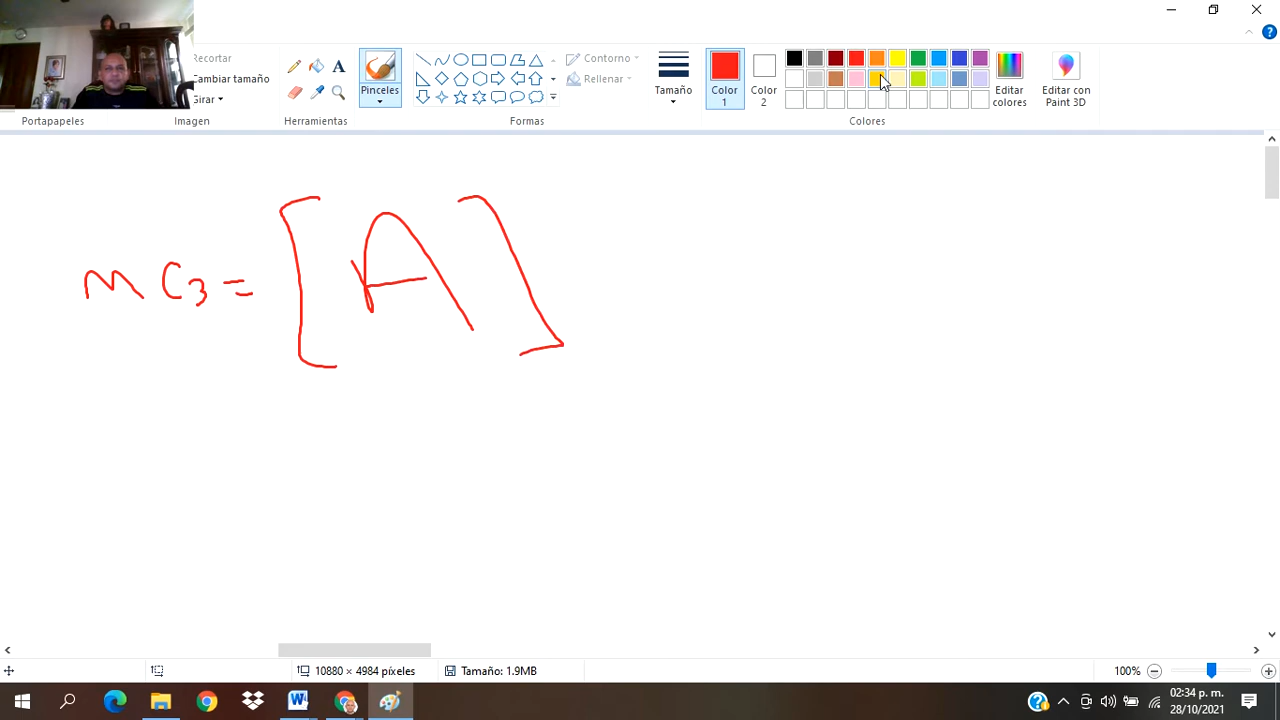 Recortar
Cambiar tamaño
Girar
Pinceles
A
Contorno
Rellenar
Tamaño
Color 1
Color 2
Editar colores
Editar con Paint 3D
Portapapeles
Imagen
Herramientas
Formas
Colores
MC3 = [ A ]
10880 × 4984 píxeles
Tamaño: 1.9MB
100%
02:34 p. m.
28/10/2021